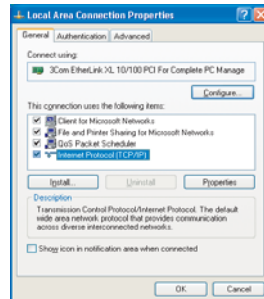 Local Area Connection Properties
General Authentication Advanced
Connect using:
3Com EtherLink XL 10/100 PCI For Complete PC Manage
Configure...
This connection uses the following items:
Client for Microsoft Networks
File and Printer Sharing for Microsoft Networks
QoS Packet Scheduler
Internet Protocol (TCP/IP)
Install... Uninstall Properties
Description
Transmission Control Protocol/Internet Protocol. The default
wide area network protocol that provides communication
across diverse interconnected networks.
Show icon in notification area when connected
OK Cancel